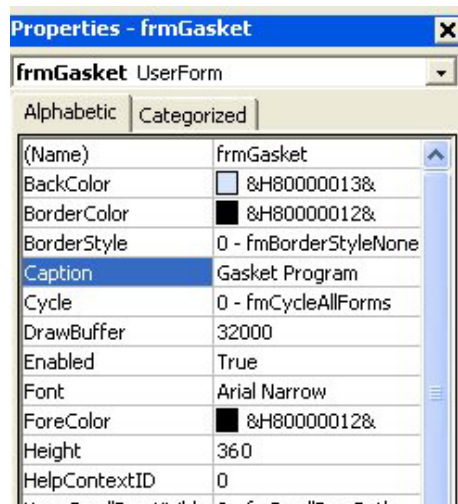 Properties - frmGasket
frmGasket UserForm
Alphabetic Categorized
(Name) frmGasket
BackColor &H80000013&
BorderColor &H80000012&
BorderStyle 0 - fmBorderStyleNone
Caption Gasket Program
Cycle 0 - fmCycleAllForms
DrawBuffer 32000
Enabled True
Font Arial Narrow
ForeColor &H80000012&
Height 360
HelpContextID 0